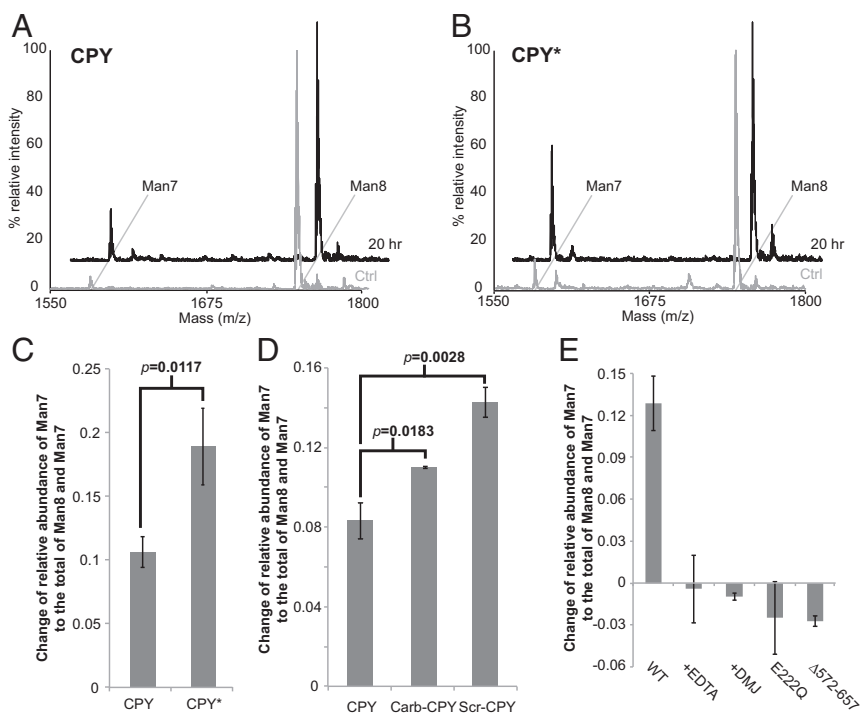 A
CPY
% relative intensity
100
80
60
40
20
0
Man7
Man8
20 hr
Ctrl
1550
1675
1800
Mass (m/z)
B
CPY*
% relative intensity
100
80
60
40
20
0
Man7
Man8
20 hr
Ctrl
1550
1675
1800
Mass (m/z)
C
Change of relative abundance of Man7
to the total of Man8 and Man7
0.25
0.2
0.15
0.1
0.05
0
p=0.0117
CPY
CPY*
D
Change of relative abundance of Man7
to the total of Man8 and Man7
0.16
0.12
0.08
0.04
0
p=0.0028
p=0.0183
CPY
Carb-CPY
Scr-CPY
E
Change of relative abundance of Man7
to the total of Man8 and Man7
0.15
0.12
0.09
0.06
0.03
0
-0.03
-0.06
WT
+EDTA
+DMJ
E222Q
Δ572-657